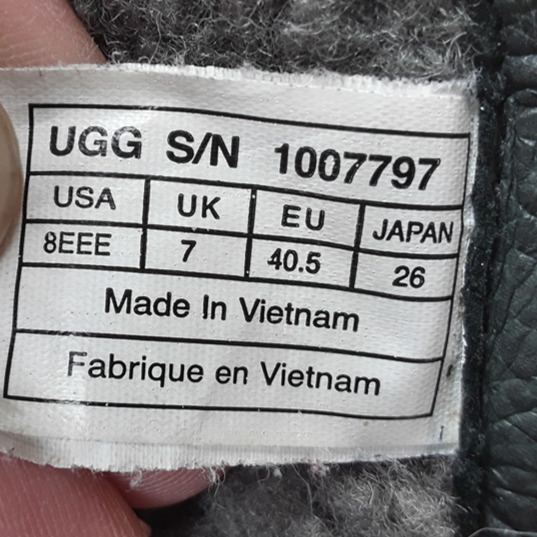 UGG S/N 1007797
USA UK EU JAPAN
8EEE 7 40.5 26
Made In Vietnam
Fabrique en Vietnam